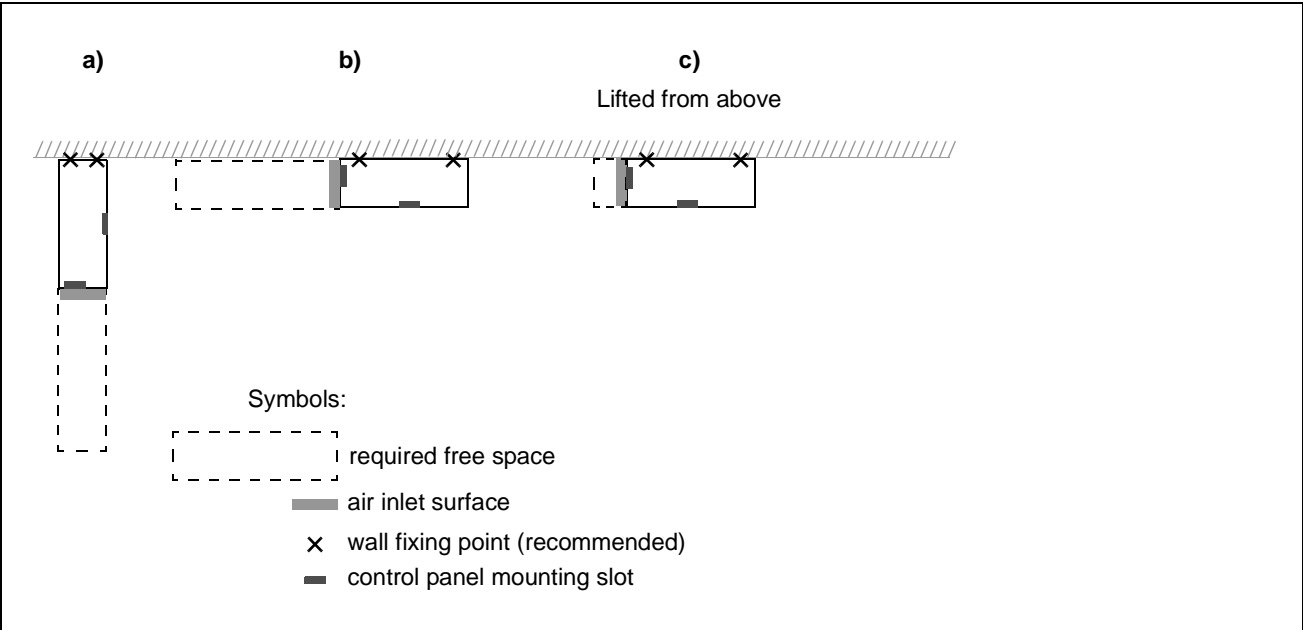 a)
b)
c)
Lifted from above
Symbols:
required free space
air inlet surface
wall fixing point (recommended)
control panel mounting slot